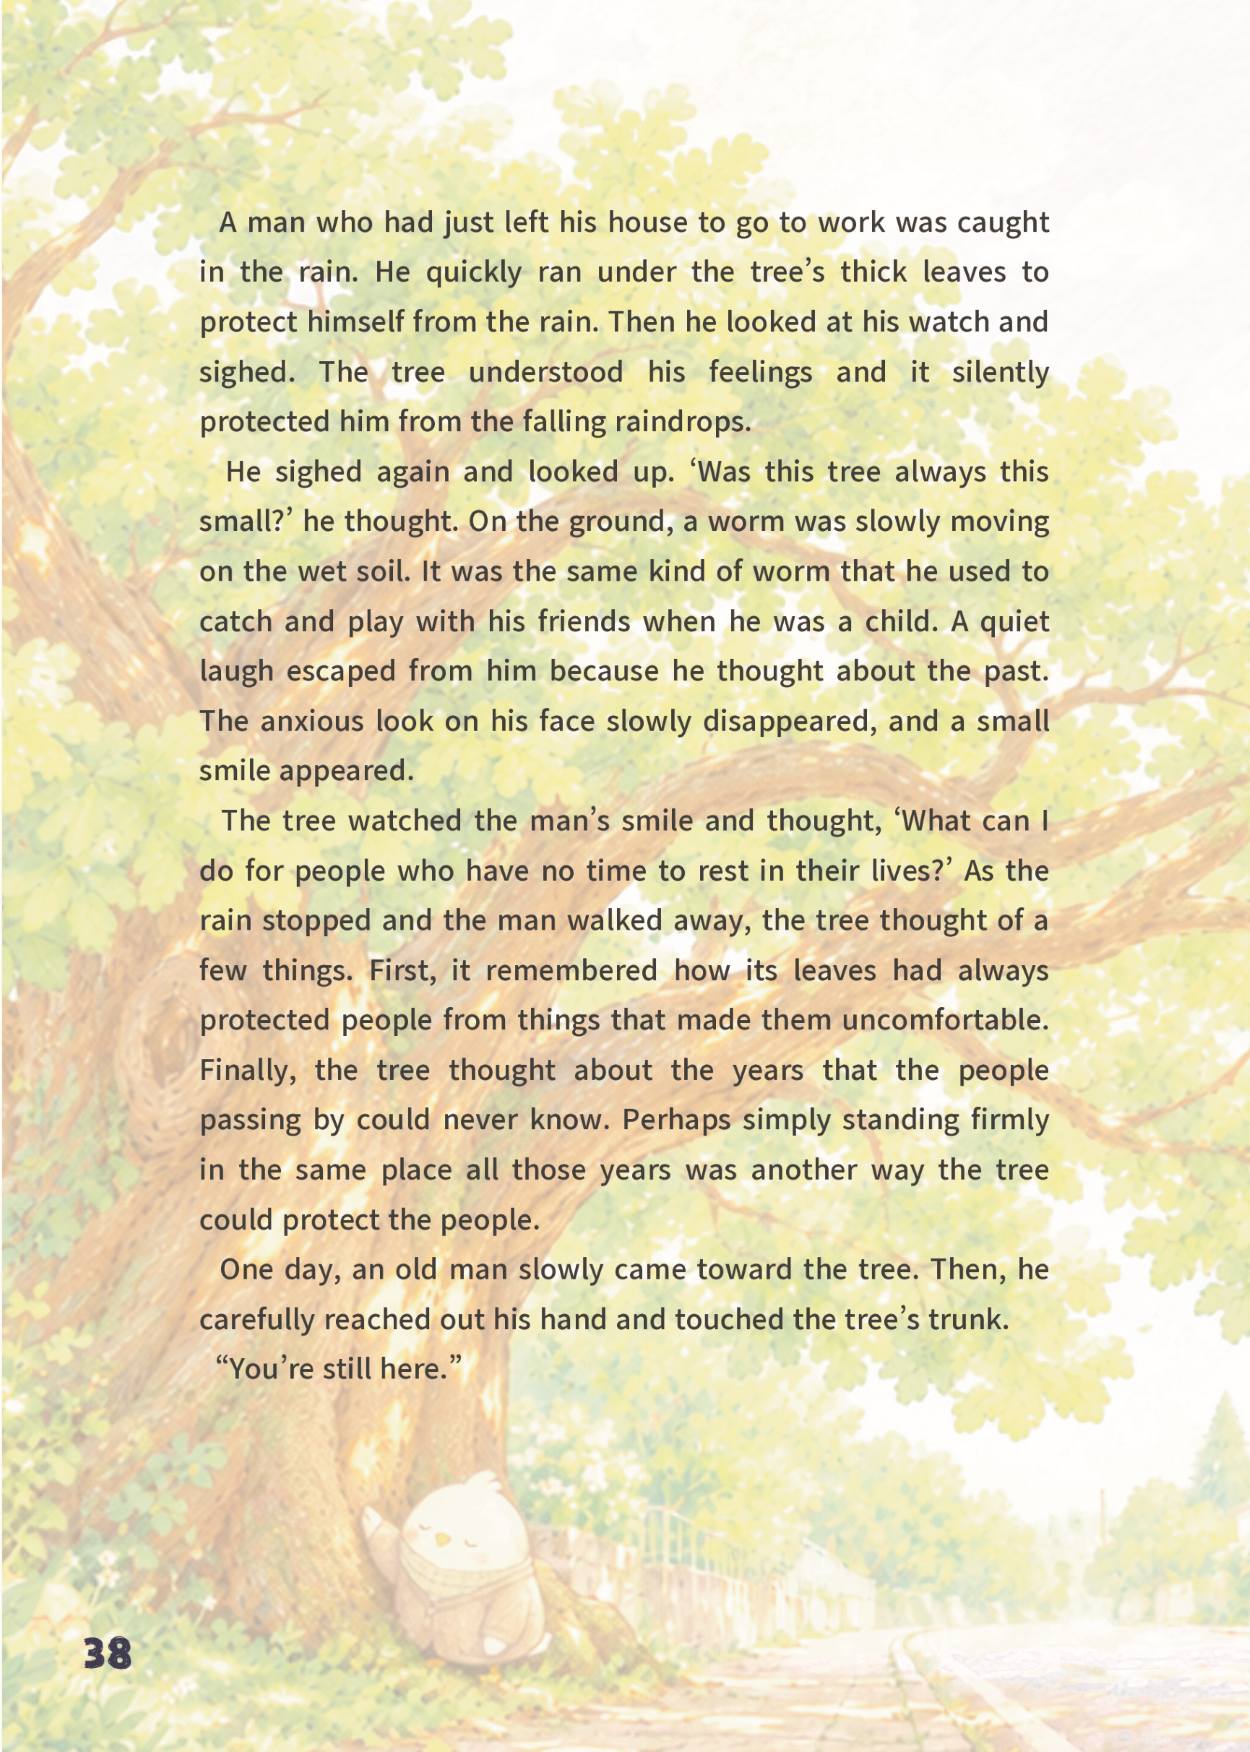 A man who had just left his house to go to work was caught
in the rain. He quickly ran under the tree’s thick leaves to
protect himself from the rain. Then he looked at his watch and
sighed. The tree understood his feelings and it silently
protected him from the falling raindrops.
He sighed again and looked up. ‘Was this tree always this
small?’ he thought. On the ground, a worm was slowly moving
on the wet soil. It was the same kind of worm that he used to
catch and play with his friends when he was a child. A quiet
laugh escaped from him because he thought about the past.
The anxious look on his face slowly disappeared, and a small
smile appeared.
The tree watched the man’s smile and thought, ‘What can I
do for people who have no time to rest in their lives?’ As the
rain stopped and the man walked away, the tree thought of a
few things. First, it remembered how its leaves had always
protected people from things that made them uncomfortable.
Finally, the tree thought about the years that the people
passing by could never know. Perhaps simply standing firmly
in the same place all those years was another way the tree
could protect the people.
One day, an old man slowly came toward the tree. Then, he
carefully reached out his hand and touched the tree’s trunk.
“You’re still here.”
38